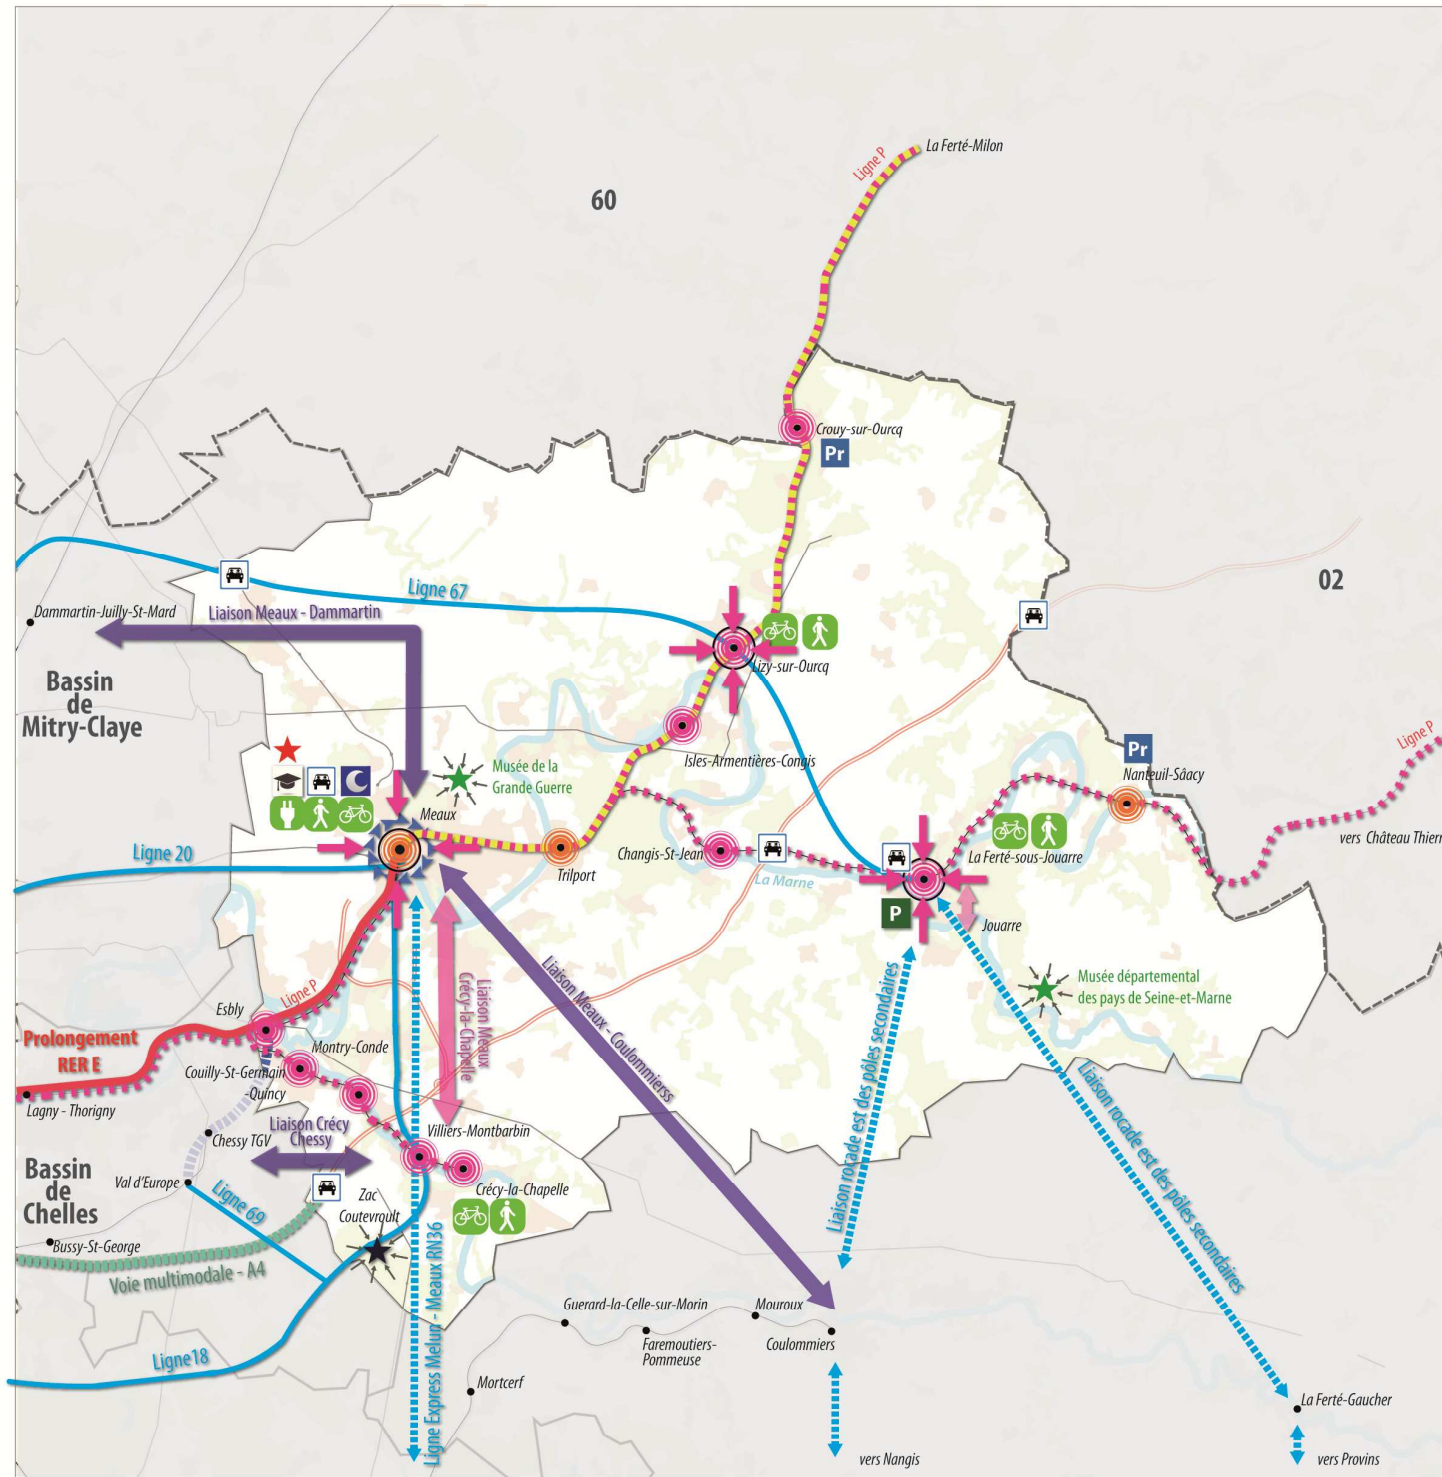 La Ferté-Milon
Ligne P
60
Crouy-sur-Ourcq
Pr
02
Ligne 67
Dammartin-Juilly-St-Mard
Liaison Meaux - Dammartin
Lizy-sur-Ourcq
Bassin
de
Mitry-Claye
Isles-Armentières-Congis
Musée de la
Grande Guerre
Meaux
Pr
Nanteuil-Sâacy
Ligne P
vers Château Thierr
Ligne 20
Trilport
Changis-St-Jean
La Marne
La Ferté-sous-Jouarre
P
Jouarre
Musée départemental
des pays de Seine-et-Marne
Liaison Meaux
Crécy-la-Chapelle
Liaison Meaux - Coulommierss
Liaison rocade est des pôles secondaires
Liaison rocade est des pôles secondaires
Ligne P
Esbly
Prolongement
RER E
Montry-Conde
Couilly-St-Germain
-Quincy
Lagny - Thorigny
Liaison Crécy
Chessy
Villiers-Montbarbin
Chessy TGV
Bassin
de
Chelles
Val d'Europe
Ligne 69
Zac
Coutevroult
Crécy-la-Chapelle
Bussy-St-George
Voie multimodale - A4
Ligne Express Melun - Meaux RN36
Guerard-la-Celle-sur-Morin
Mouroux
Faremoutiers-
Pommeuse
Coulommiers
Ligne18
Mortcerf
La Ferté-Gaucher
vers Nangis
vers Provins